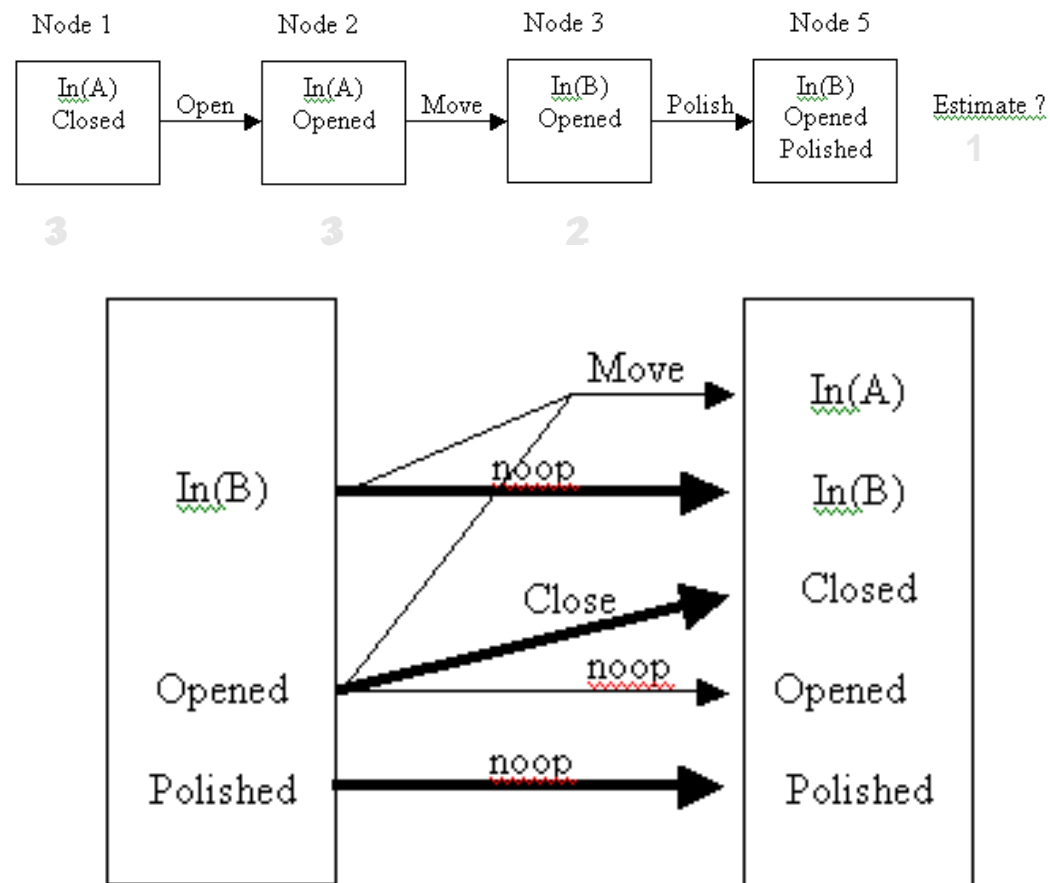 Node 1 Node 2 Node 3 Node 5
In(A) In(A) In(B) In(B)
Closed Open Opened Move Opened Polish Opened Estimate ?
Polished 1
3 3 2
Move In(A)
In(B) noop In(B)
Close Closed
Opened noop Opened
Polished noop Polished